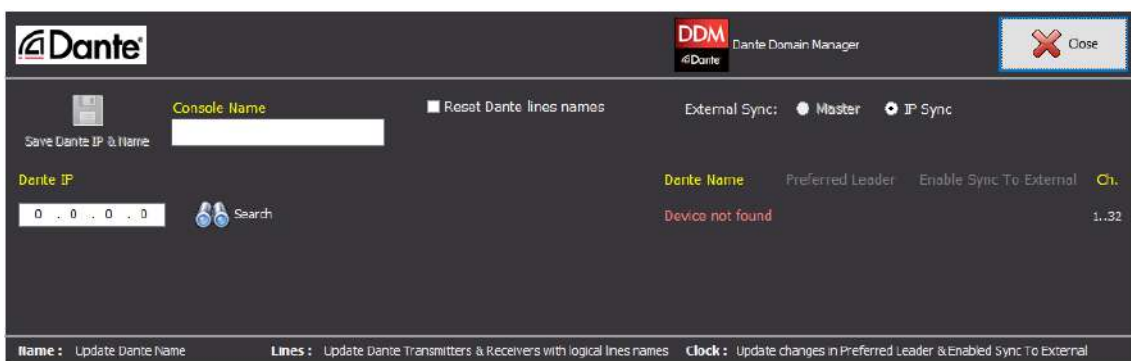 Dante®
DDM
Dante
Dante Domain Manager
Close
Save Dante IP & Name
Console Name
Reset Dante lines names
External Sync:
Master
IP Sync
Dante IP
0 . 0 . 0 . 0
Search
Dante Name
Preferred Leader
Enable Sync To External
Ch.
Device not found
1..32
Name : Update Dante Name
Lines : Update Dante Transmitters & Receivers with logical lines names
Clock : Update changes in Preferred Leader & Enabled Sync To External